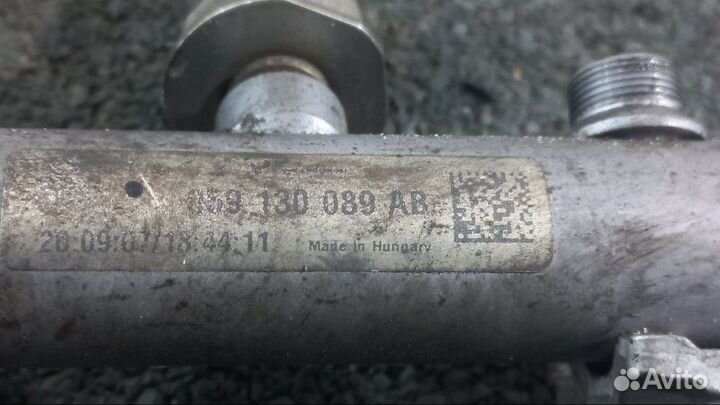 059 130 089 AB
20:09:07/18:44:11
Made in Hungary
Avito